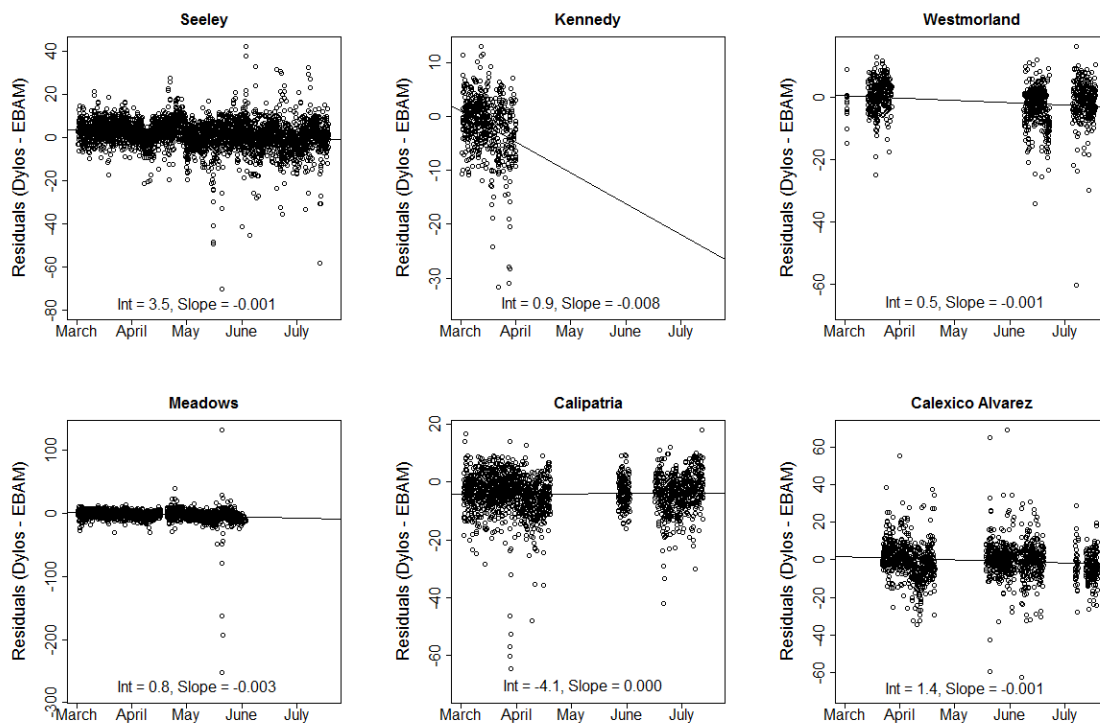 Seeley
Residuals (Dylos - EBAM)
40
20
0
-20
-40
-60
-80
Int = 3.5, Slope = -0.001
March April May June July
Kennedy
Residuals (Dylos - EBAM)
10
0
-10
-20
-30
Int = 0.9, Slope = -0.008
March April May June July
Westmorland
Residuals (Dylos - EBAM)
0
-20
-40
-60
Int = 0.5, Slope = -0.001
March April May June July
Meadows
Residuals (Dylos - EBAM)
100
0
-100
-200
-300
Int = 0.8, Slope = -0.003
March April May June July
Calipatria
Residuals (Dylos - EBAM)
20
0
-20
-40
-60
Int = -4.1, Slope = 0.000
March April May June July
Calexico Alvarez
Residuals (Dylos - EBAM)
60
40
20
0
-20
-40
-60
Int = 1.4, Slope = -0.001
March April May June July